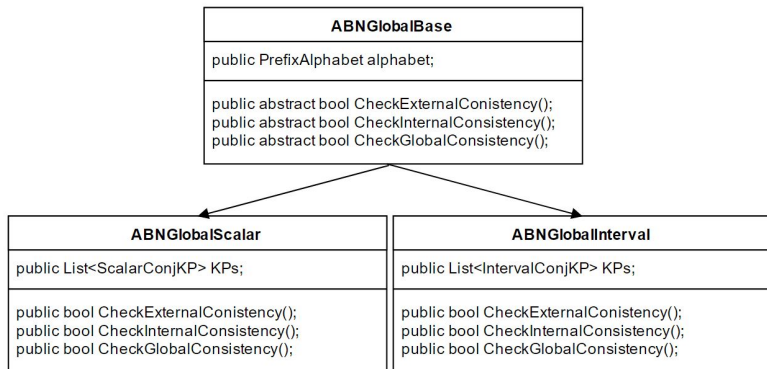 ABNGlobalBase
public PrefixAlphabet alphabet;
public abstract bool CheckExternalConistency();
public abstract bool CheckInternalConsistency();
public abstract bool CheckGlobalConsistency();
ABNGlobalScalar
public List<ScalarConjKP> KPs;
public bool CheckExternalConistency();
public bool CheckInternalConsistency();
public bool CheckGlobalConsistency();
ABNGlobalInterval
public List<IntervalConjKP> KPs;
public bool CheckExternalConistency();
public bool CheckInternalConsistency();
public bool CheckGlobalConsistency();